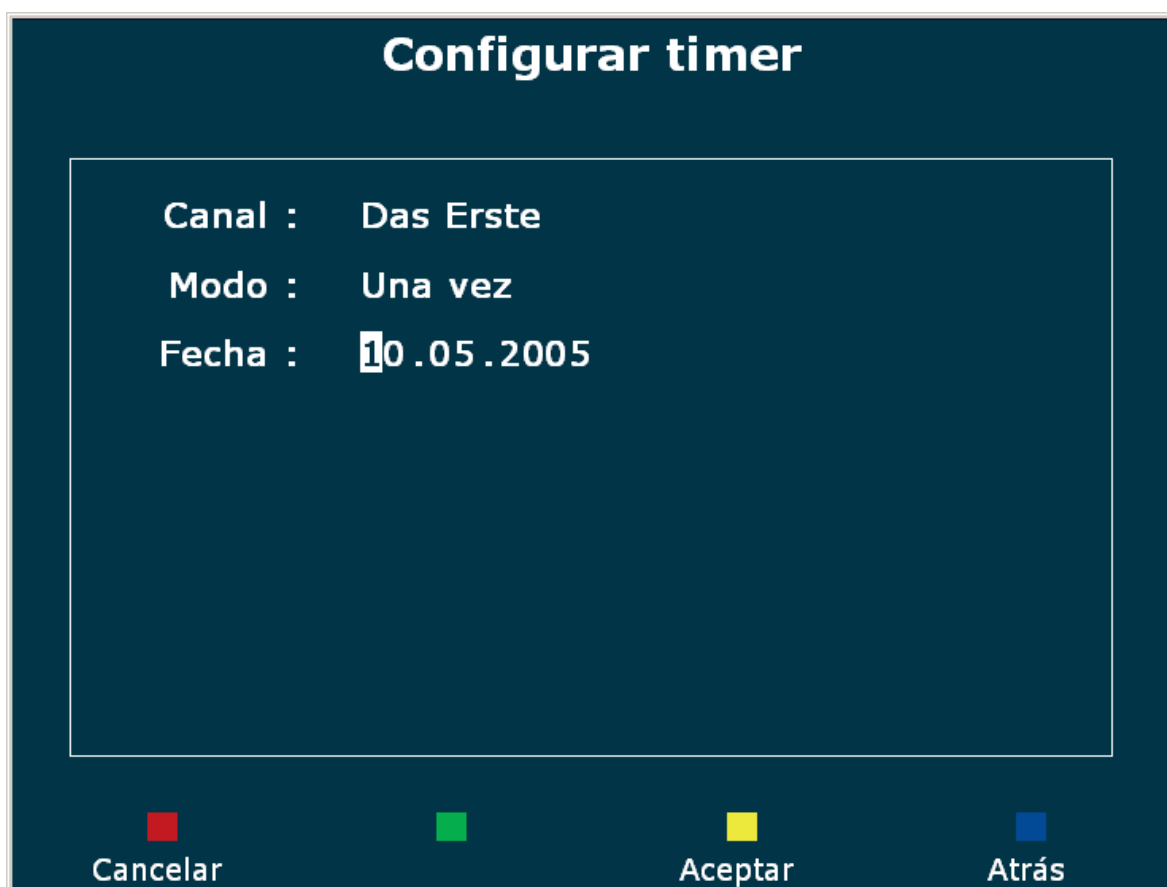 Configurar timer
Canal : Das Erste
Modo : Una vez
Fecha : 10.05.2005
Cancelar Aceptar Atrás